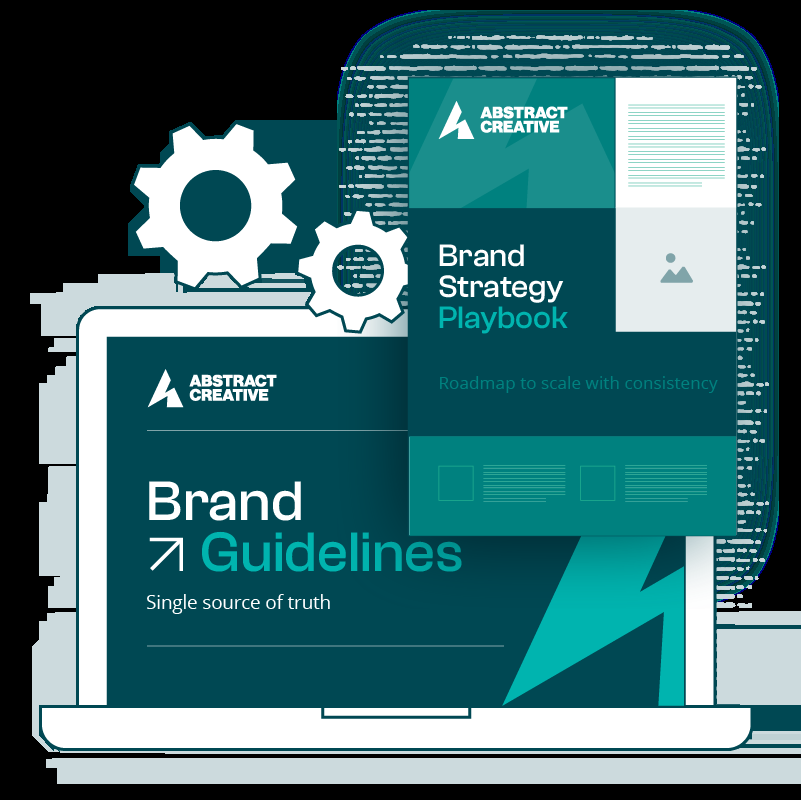 ABSTRACT
CREATIVE
Brand
Strategy
Playbook
Roadmap to scale with consistency
ABSTRACT
CREATIVE
Brand
Guidelines
Single source of truth